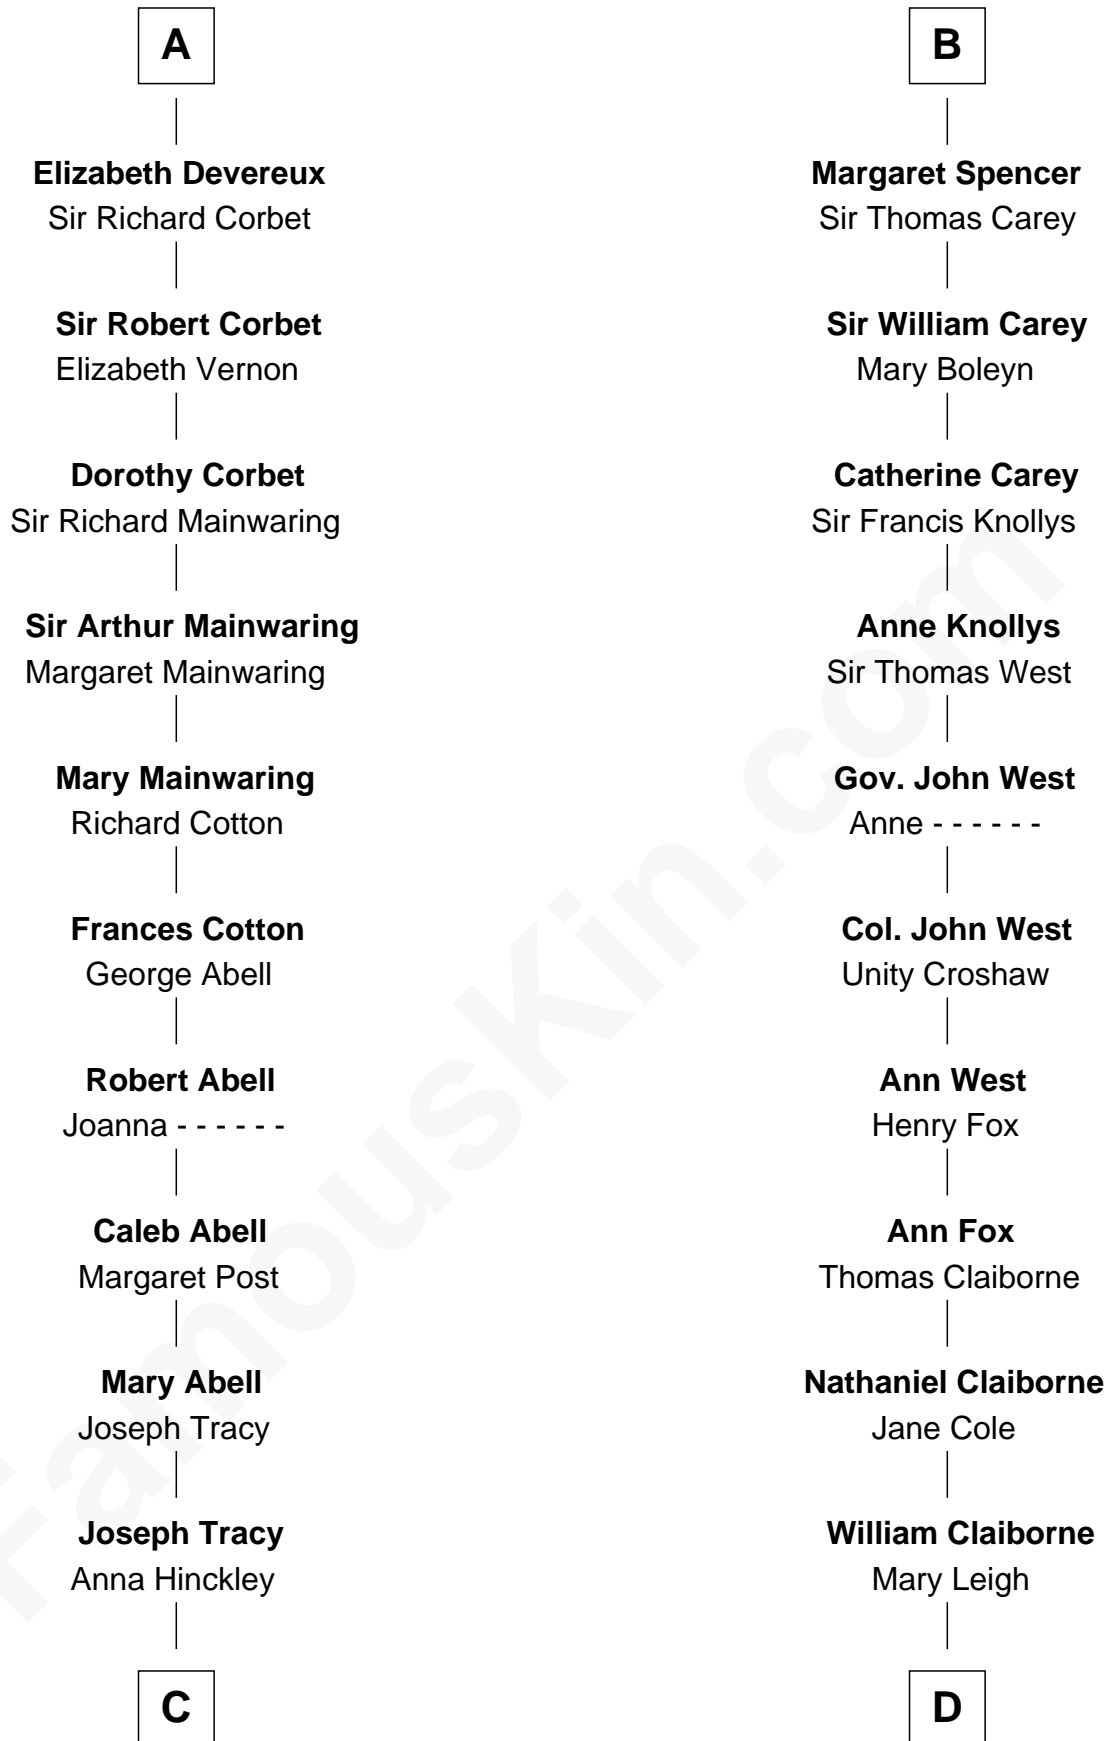 A
Elizabeth Devereux
Sir Richard Corbet
Sir Robert Corbet
Elizabeth Vernon
Dorothy Corbet
Sir Richard Mainwaring
Sir Arthur Mainwaring
Margaret Mainwaring
Mary Mainwaring
Richard Cotton
Frances Cotton
George Abell
Robert Abell
Joanna - - - - - -
Caleb Abell
Margaret Post
Mary Abell
Joseph Tracy
Joseph Tracy
Anna Hinckley
C
B
Margaret Spencer
Sir Thomas Carey
Sir William Carey
Mary Boleyn
Catherine Carey
Sir Francis Knollys
Anne Knollys
Sir Thomas West
Gov. John West
Anne - - - - - -
Col. John West
Unity Croshaw
Ann West
Henry Fox
Ann Fox
Thomas Claiborne
Nathaniel Claiborne
Jane Cole
William Claiborne
Mary Leigh
D
FamousKin.com